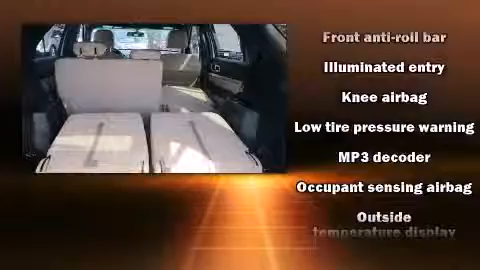 Front anti-roll bar
Illuminated entry
Knee airbag
Low tire pressure warning
MP3 decoder
Occupant sensing airbag
Outside
temperature display